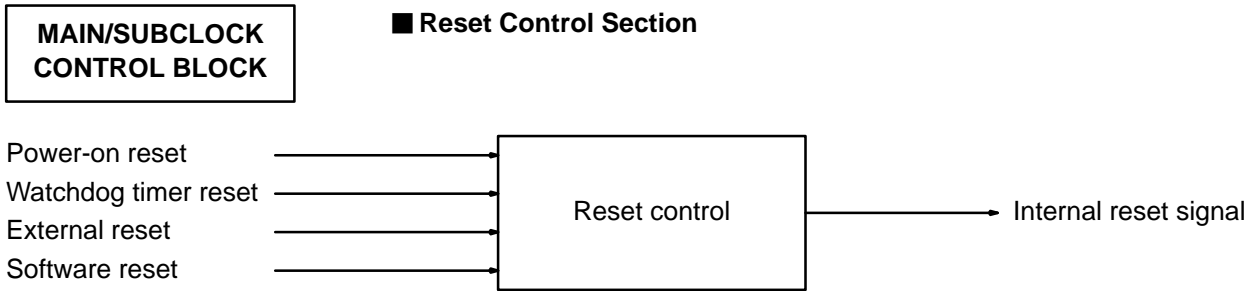 MAIN/SUBCLOCK
CONTROL BLOCK
■ Reset Control Section
Power-on reset
Watchdog timer reset
External reset
Software reset
Reset control
Internal reset signal